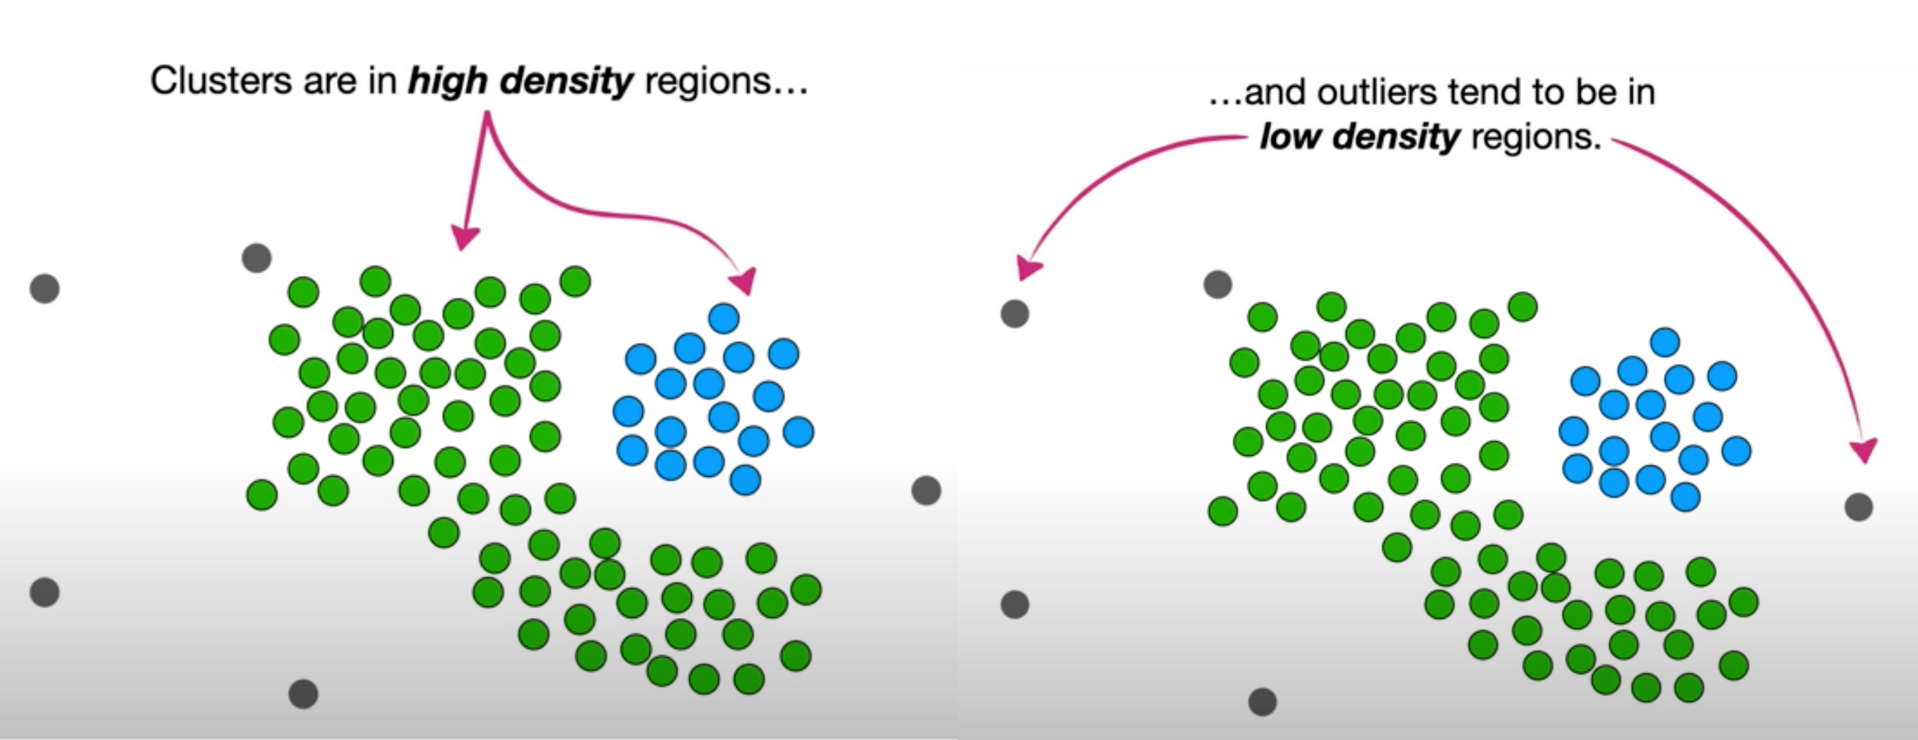 Clusters are in high density regions...
...and outliers tend to be in
low density regions.